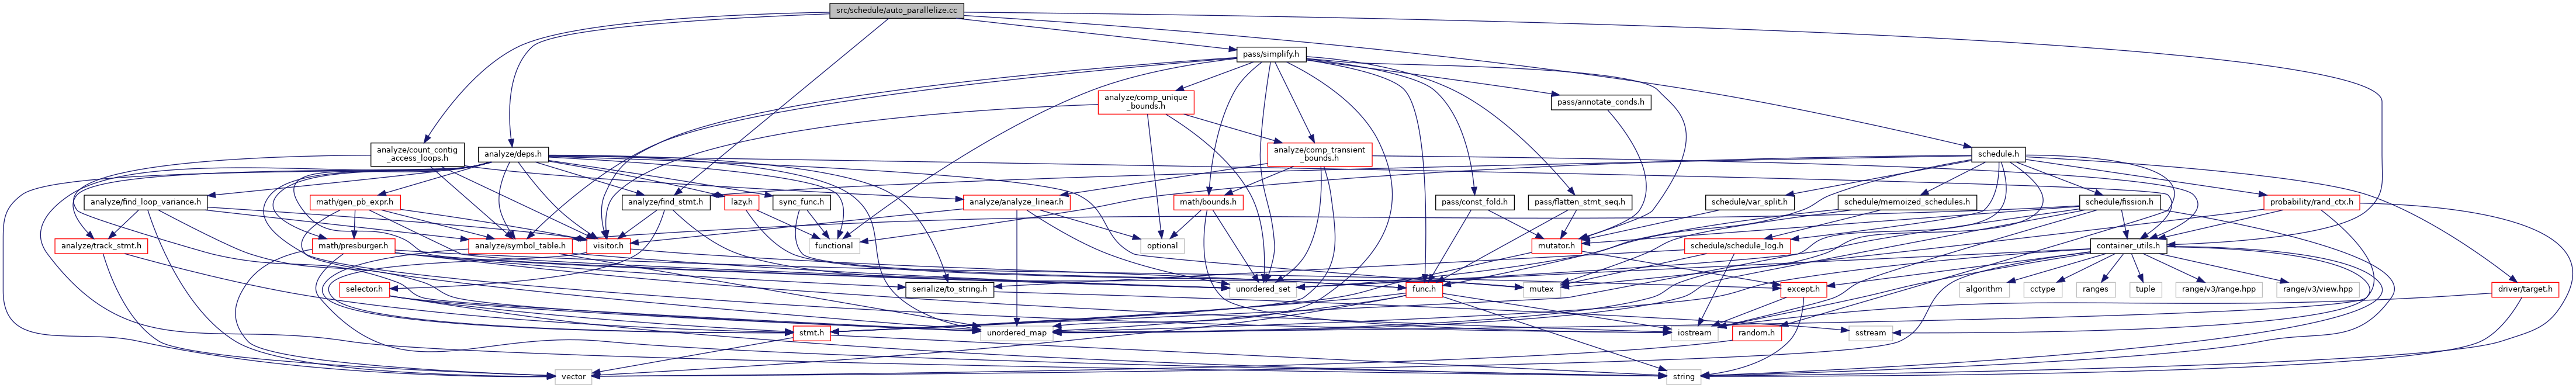 src/schedule/auto_parallelize.cc
pass/simplify.h
analyze/comp_unique
_bounds.h
pass/annotate_conds.h
analyze/count_contig
_access_loops.h
analyze/deps.h
analyze/comp_transient
_bounds.h
schedule.h
analyze/find_loop_variance.h
math/gen_pb_expr.h
analyze/find_stmt.h
lazy.h
sync_func.h
analyze/analyze_linear.h
math/bounds.h
pass/const_fold.h
pass/flatten_stmt_seq.h
schedule/var_split.h
schedule/memoized_schedules.h
schedule/fission.h
probability/rand_ctx.h
analyze/track_stmt.h
math/presburger.h
analyze/symbol_table.h
visitor.h
functional
optional
mutator.h
schedule/schedule_log.h
container_utils.h
selector.h
serialize/to_string.h
unordered_set
func.h
mutex
except.h
algorithm
cctype
ranges
tuple
range/v3/range.hpp
range/v3/view.hpp
driver/target.h
stmt.h
unordered_map
iostream
random.h
sstream
vector
string